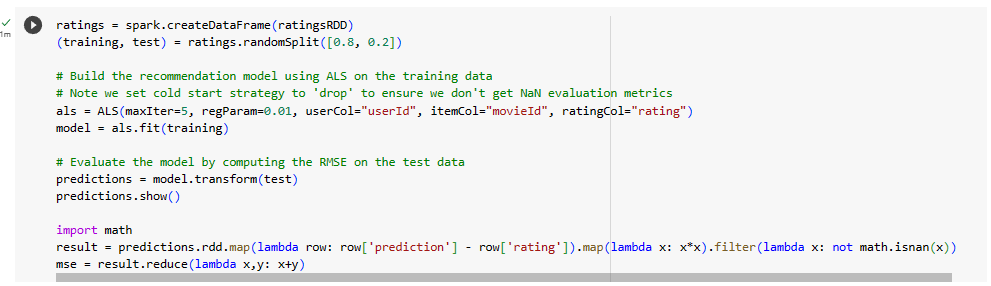 1m
ratings = spark.createDataFrame(ratingsRDD)
(training, test) = ratings.randomSplit([0.8, 0.2])
# Build the recommendation model using ALS on the training data
# Note we set cold start strategy to 'drop' to ensure we don't get NaN evaluation metrics
als = ALS(maxIter=5, regParam=0.01, userCol="userId", itemCol="movieId", ratingCol="rating")
model = als.fit(training)
# Evaluate the model by computing the RMSE on the test data
predictions = model.transform(test)
predictions.show()
import math
result = predictions.rdd.map(lambda row: row['prediction'] - row['rating']).map(lambda x: x*x).filter(lambda x: not math.isnan(x))
mse = result.reduce(lambda x,y: x+y)